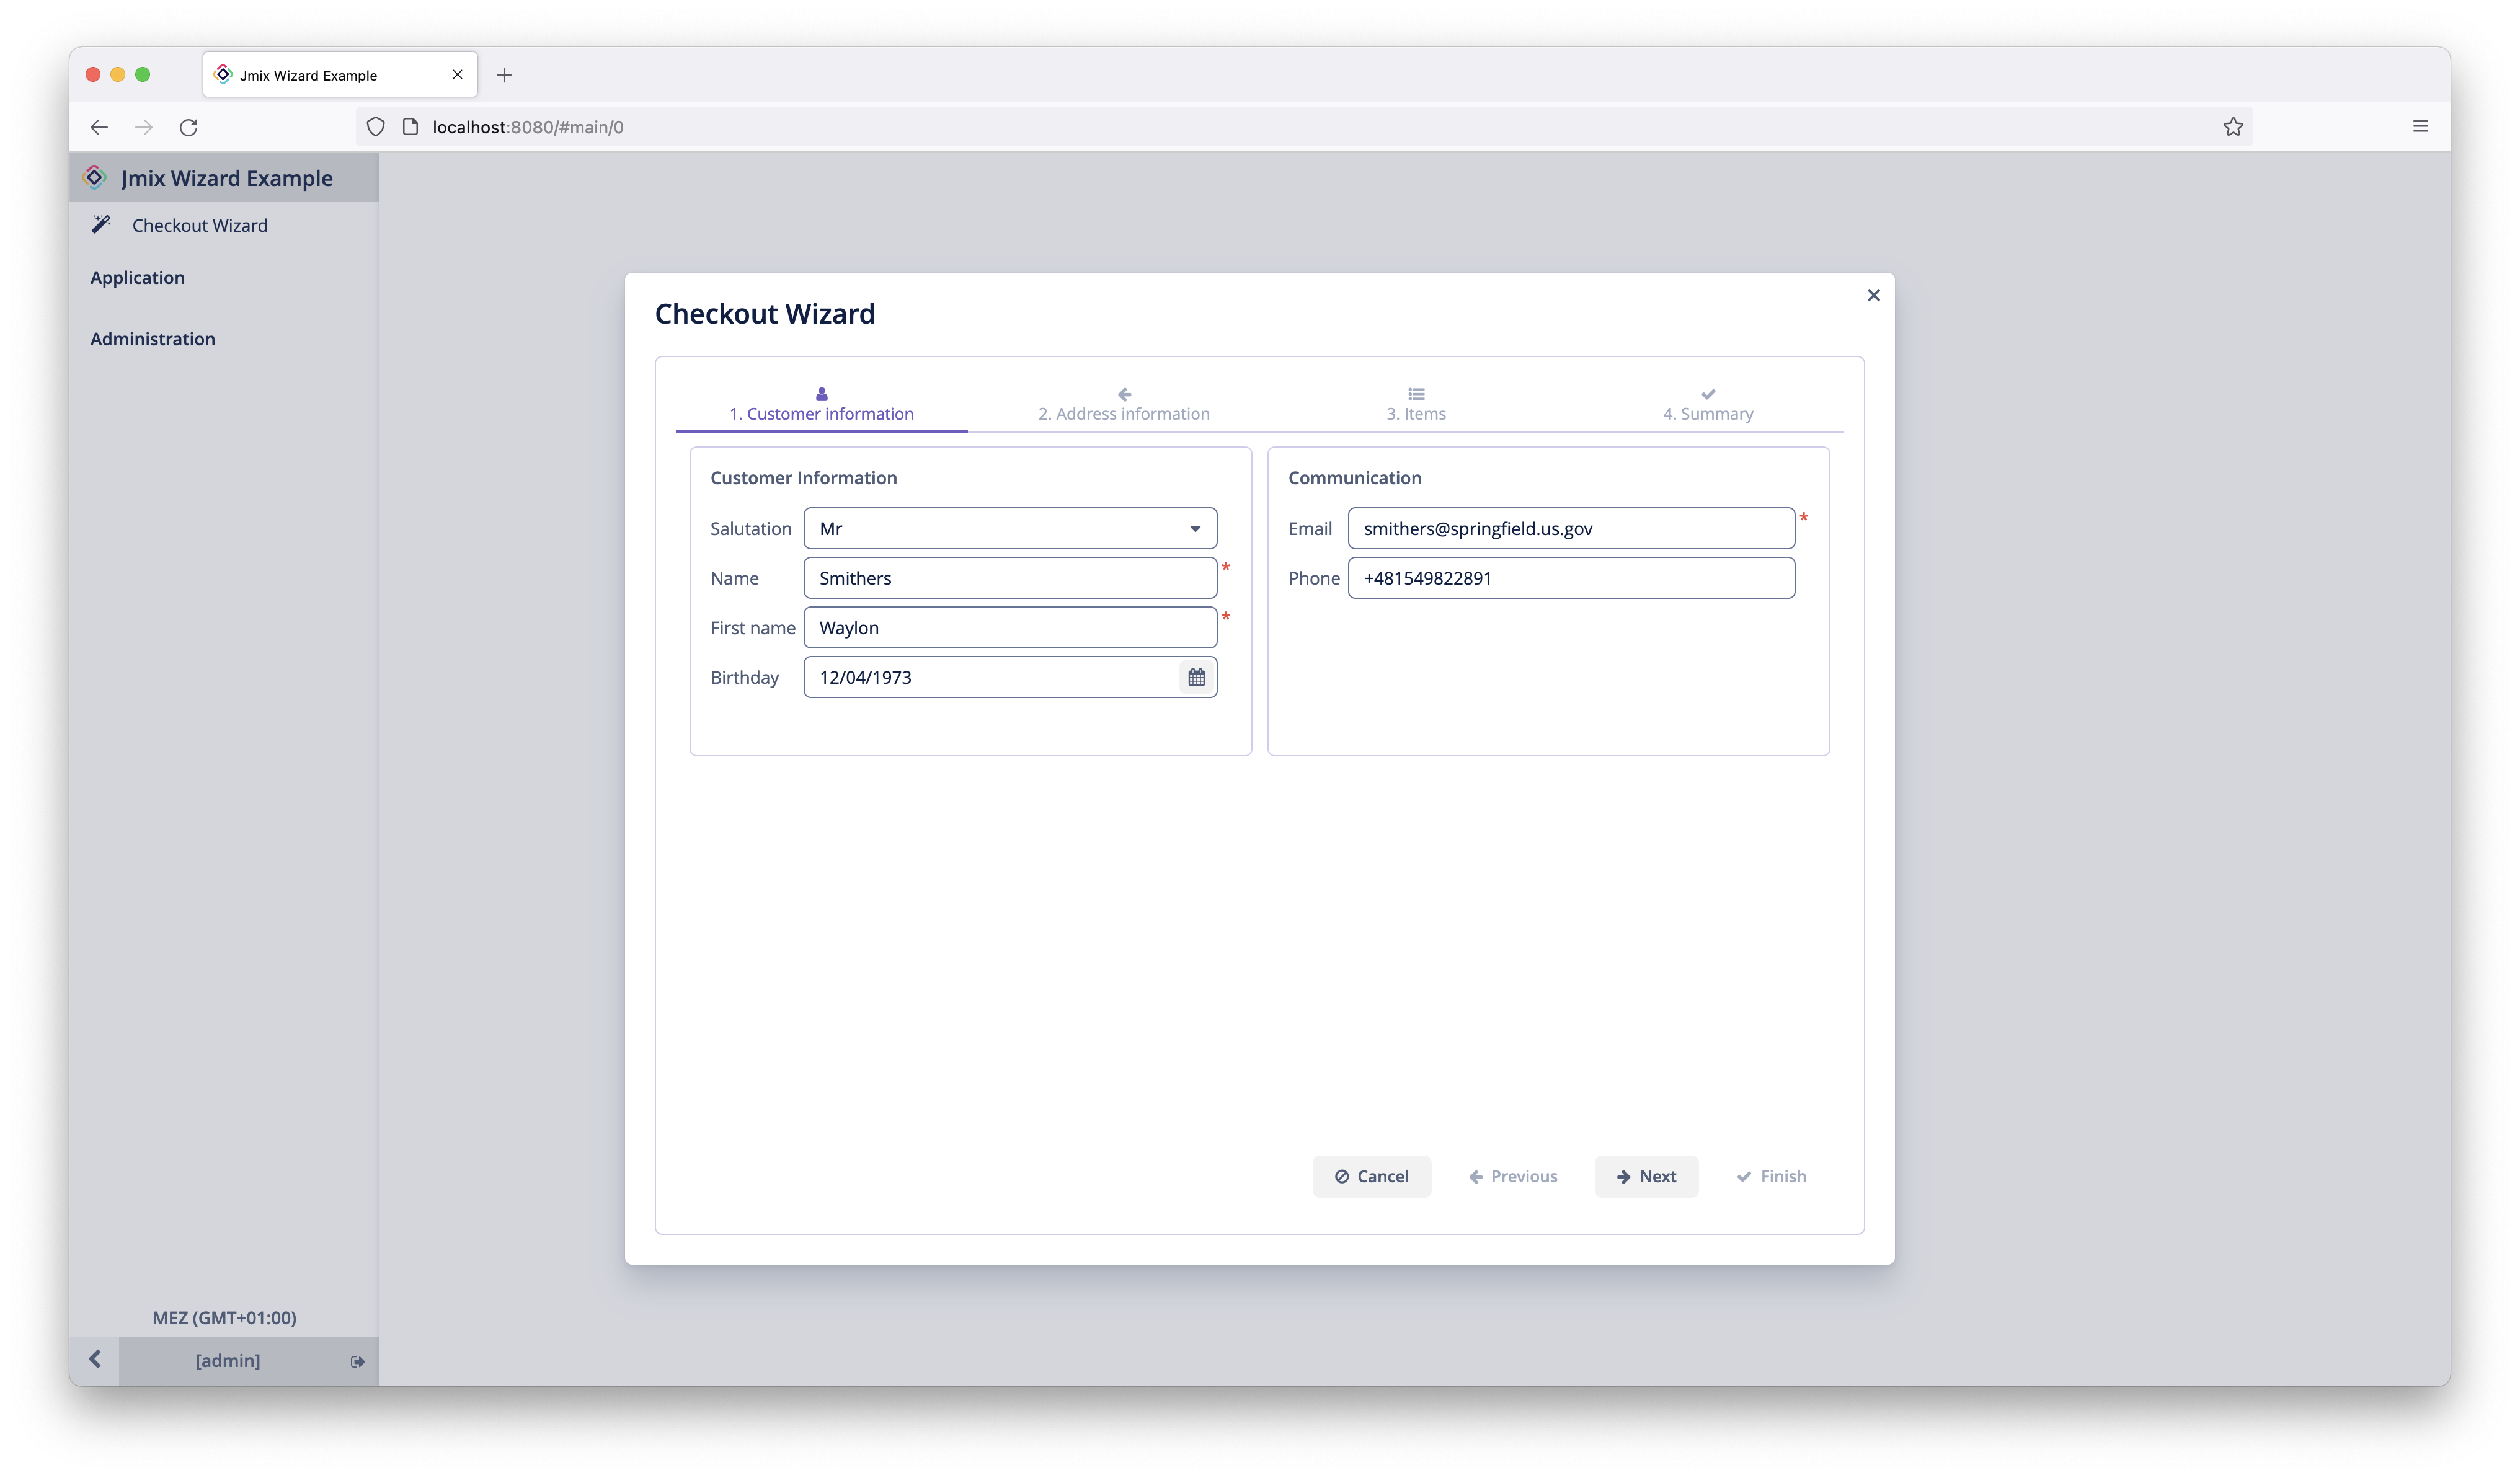 Jmix Wizard Example
localhost:8080/#main/0
Jmix Wizard Example
Checkout Wizard
Application
Administration
Checkout Wizard
1. Customer information
2. Address information
3. Items
4. Summary
Customer Information
Salutation Mr
Name Smithers *
First name Waylon *
Birthday 12/04/1973
Communication
Email smithers@springfield.us.gov *
Phone +481549822891
Cancel
Previous
Next
Finish
MEZ (GMT+01:00)
[admin]